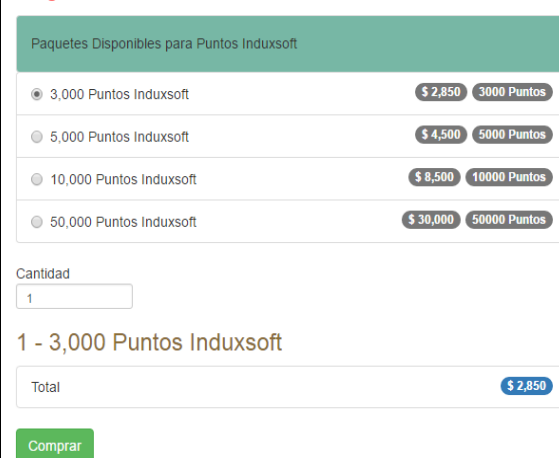 Paquetes Disponibles para Puntos Induxsoft
3,000 Puntos Induxsoft $ 2,850 3000 Puntos
5,000 Puntos Induxsoft $ 4,500 5000 Puntos
10,000 Puntos Induxsoft $ 8,500 10000 Puntos
50,000 Puntos Induxsoft $ 30,000 50000 Puntos
Cantidad
1
1 - 3,000 Puntos Induxsoft
Total $ 2,850
Comprar